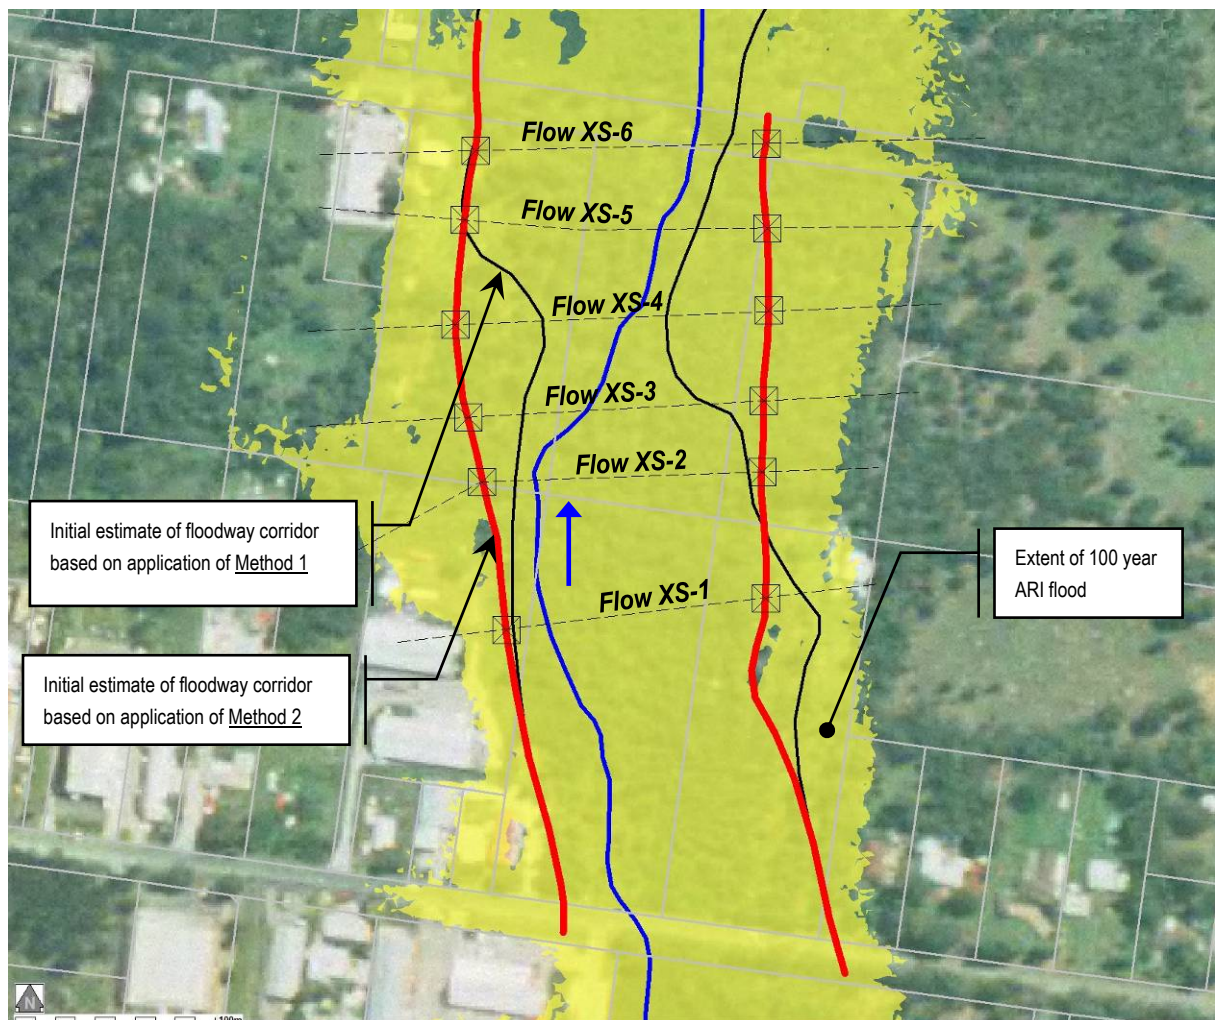 Flow XS-6
Flow XS-5
Flow XS-4
Flow XS-3
Flow XS-2
Flow XS-1
Initial estimate of floodway corridor
based on application of Method 1
Initial estimate of floodway corridor
based on application of Method 2
Extent of 100 year
ARI flood
N
100m